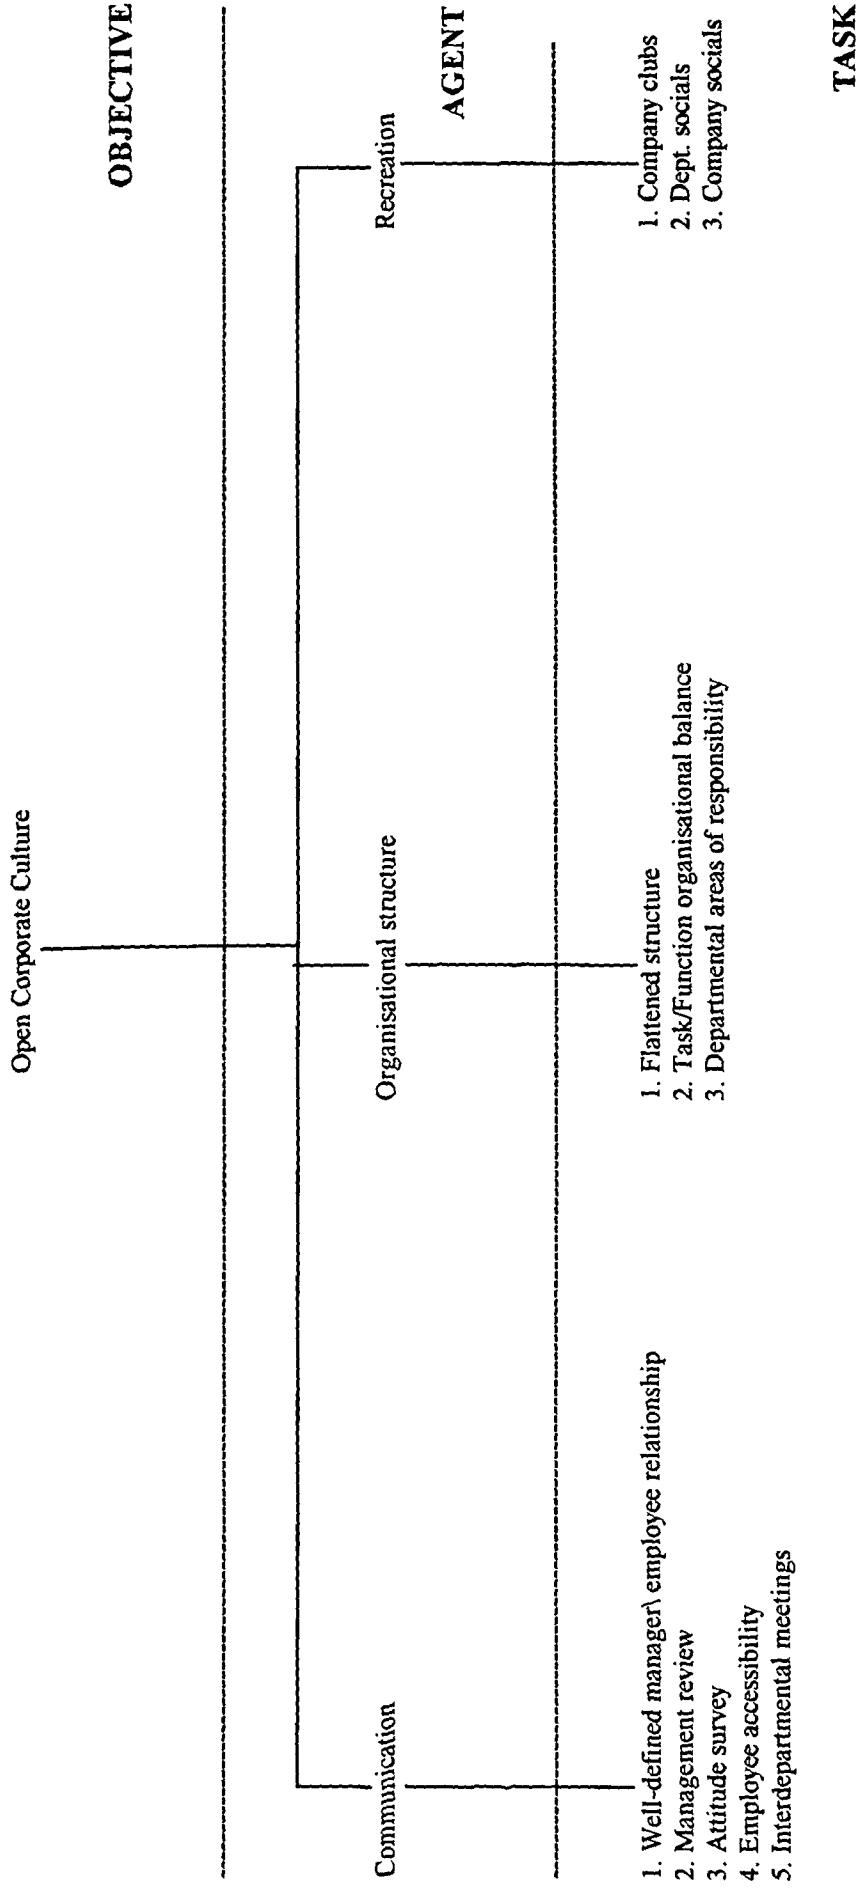 Open Corporate Culture
OBJECTIVE
Communication
Organisational structure
Recreation
AGENT
1. Well-defined manager\ employee relationship
2. Management review
3. Attitude survey
4. Employee accessibility
5. Interdepartmental meetings
1. Flattened structure
2. Task/Function organisational balance
3. Departmental areas of responsibility
1. Company clubs
2. Dept. socials
3. Company socials
TASK